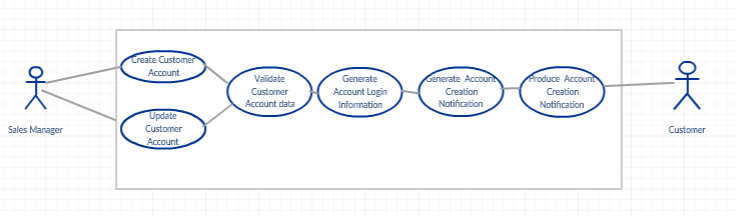 Create Customer
Account
Update
Customer
Account
Validate
Customer
Account data
Generate
Account Login
Information
Generate Account
Creation
Notification
Produce Account
Creation
Notification
Sales Manager
Customer